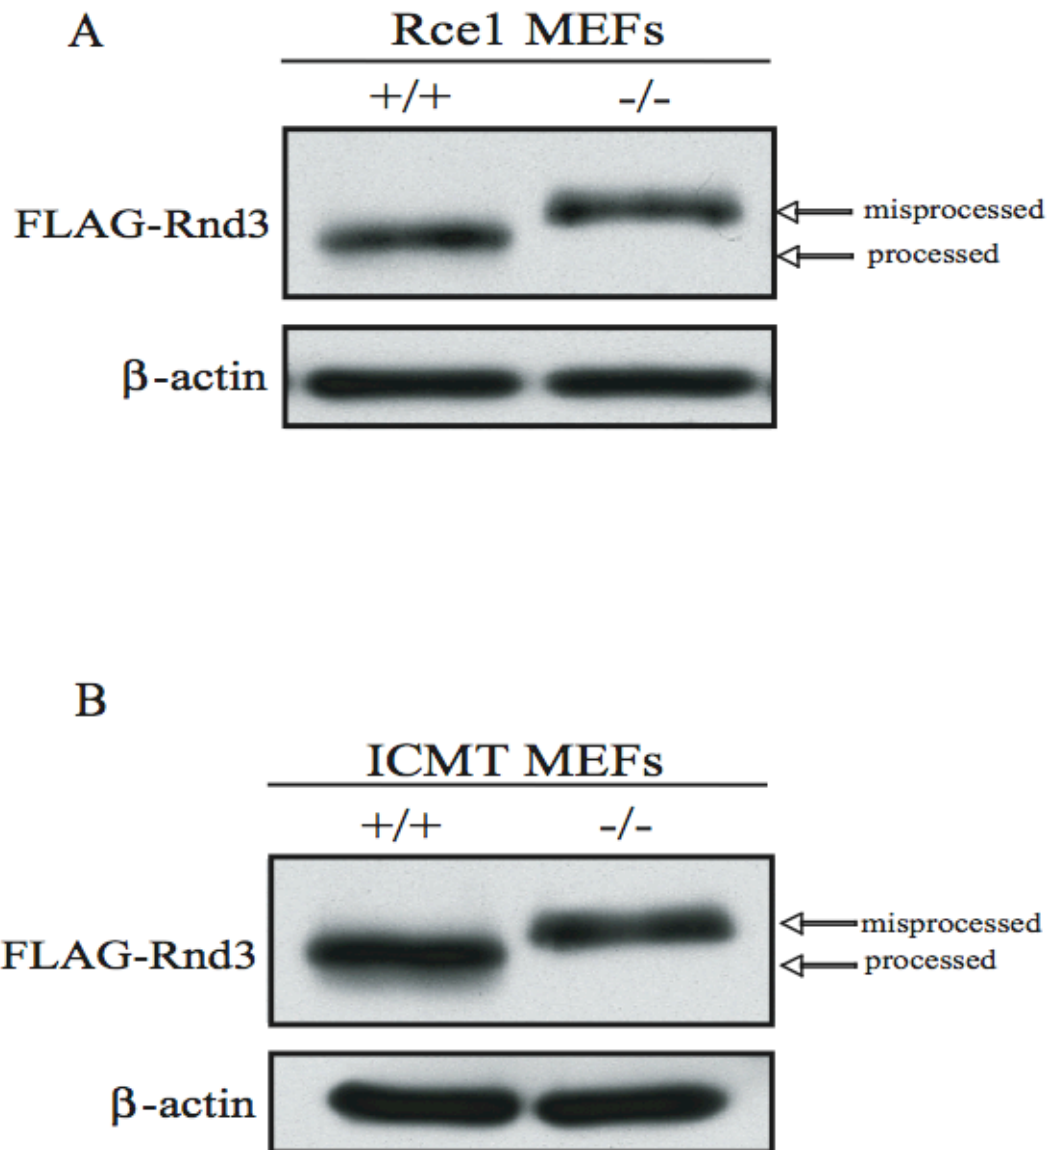 A
Rce1 MEFs
+/+ -/-
FLAG-Rnd3
misprocessed
processed
β-actin
B
ICMT MEFs
+/+ -/-
FLAG-Rnd3
misprocessed
processed
β-actin